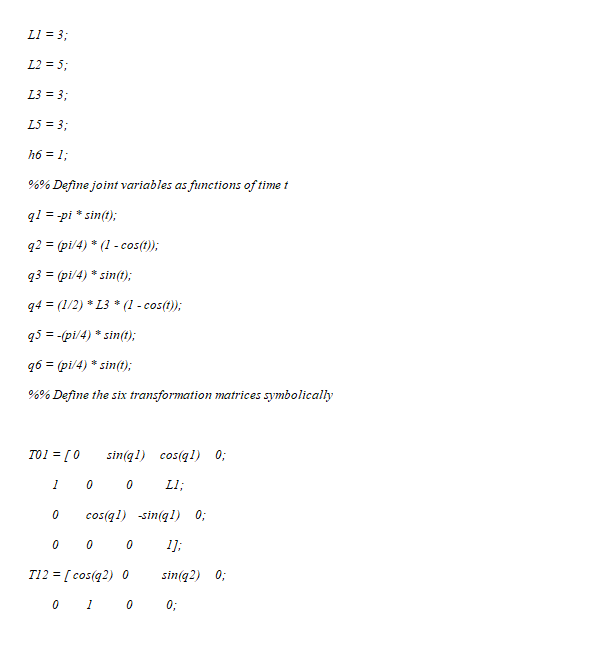 L1 = 3;
L2 = 5;
L3 = 3;
L5 = 3;
h6 = 1;
%% Define joint variables as functions of time t
q1 = -pi * sin(t);
q2 = (pi/4) * (1 - cos(t));
q3 = (pi/4) * sin(t);
q4 = (1/2) * L3 * (1 - cos(t));
q5 = -(pi/4) * sin(t);
q6 = (pi/4) * sin(t);
%% Define the six transformation matrices symbolically
T01 = [ 0 sin(q1) cos(q1) 0;
1 0 0 L1;
0 cos(q1) -sin(q1) 0;
0 0 0 1];
T12 = [ cos(q2) 0 sin(q2) 0;
0 1 0 0;